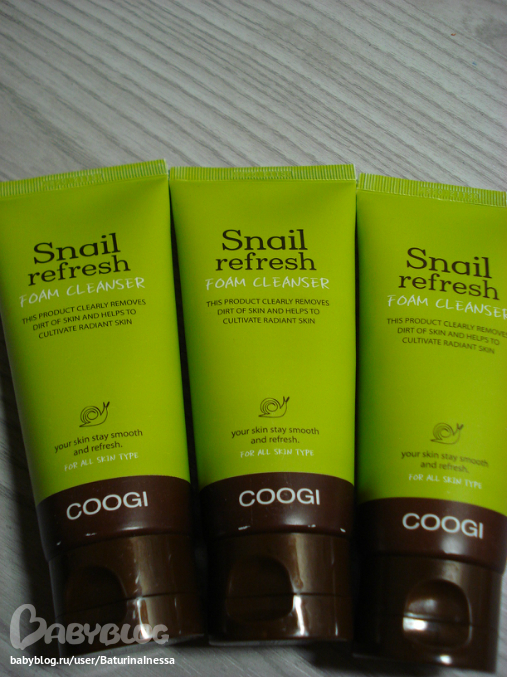 Snail
refresh
FOAM CLEANSER
THIS PRODUCT CLEARLY REMOVES
DIRT OF SKIN AND HELPS TO
CULTIVATE RADIANT SKIN
your skin stay smooth
and refresh.
FOR ALL SKIN TYPE
COOGI
Snail
refresh
FOAM CLEANSER
THIS PRODUCT CLEARLY REMOVES
DIRT OF SKIN AND HELPS TO
CULTIVATE RADIANT SKIN
your skin stay smooth
and refresh.
FOR ALL SKIN TYPE
COOGI
Snail
refresh
FOAM CLEANSER
THIS PRODUCT CLEARLY REMOVES
DIRT OF SKIN AND HELPS TO
CULTIVATE RADIANT SKIN
your skin stay smooth
and refresh.
FOR ALL SKIN TYPE
COOGI
BABYBLOG
babyblog.ru/user/BaturinaInessa